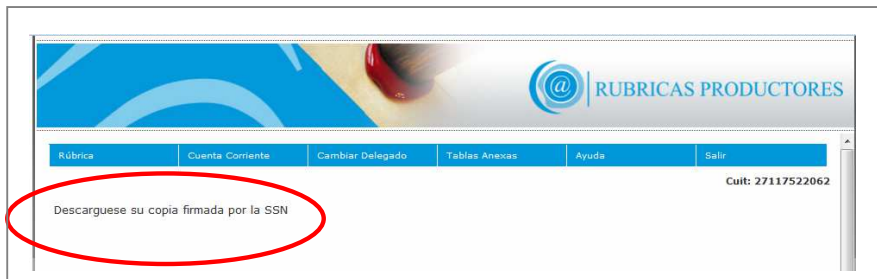 @ RUBRICAS PRODUCTORES
Rúbrica Cuenta Corriente Cambiar Delegado Tablas Anexas Ayuda Salir
Cuit: 27117522062
Descarguese su copia firmada por la SSN